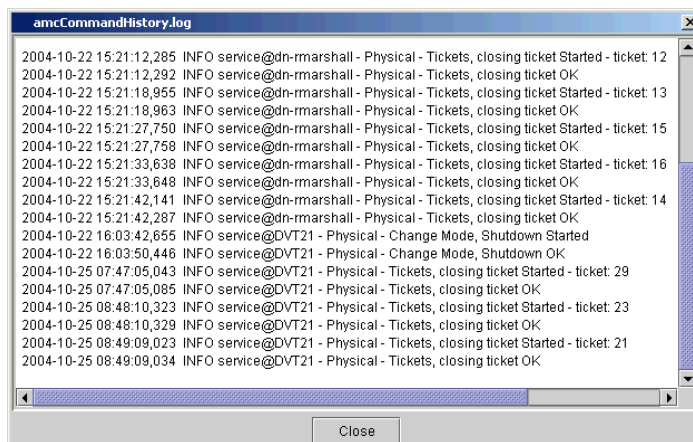 amcCommandHistory.log
2004-10-22 15:21:12,285 INFO service@dn-rmarshall - Physical - Tickets, closing ticket Started - ticket: 12
2004-10-22 15:21:12,292 INFO service@dn-rmarshall - Physical - Tickets, closing ticket OK
2004-10-22 15:21:18,955 INFO service@dn-rmarshall - Physical - Tickets, closing ticket Started - ticket: 13
2004-10-22 15:21:18,963 INFO service@dn-rmarshall - Physical - Tickets, closing ticket OK
2004-10-22 15:21:27,750 INFO service@dn-rmarshall - Physical - Tickets, closing ticket Started - ticket: 15
2004-10-22 15:21:27,758 INFO service@dn-rmarshall - Physical - Tickets, closing ticket OK
2004-10-22 15:21:33,638 INFO service@dn-rmarshall - Physical - Tickets, closing ticket Started - ticket: 16
2004-10-22 15:21:33,648 INFO service@dn-rmarshall - Physical - Tickets, closing ticket OK
2004-10-22 15:21:42,141 INFO service@dn-rmarshall - Physical - Tickets, closing ticket Started - ticket: 14
2004-10-22 15:21:42,287 INFO service@dn-rmarshall - Physical - Tickets, closing ticket OK
2004-10-22 16:03:42,655 INFO service@DVT21 - Physical - Change Mode, Shutdown Started
2004-10-22 16:03:50,446 INFO service@DVT21 - Physical - Change Mode, Shutdown OK
2004-10-25 07:47:05,043 INFO service@DVT21 - Physical - Tickets, closing ticket Started - ticket: 29
2004-10-25 07:47:05,085 INFO service@DVT21 - Physical - Tickets, closing ticket OK
2004-10-25 08:48:10,323 INFO service@DVT21 - Physical - Tickets, closing ticket Started - ticket: 23
2004-10-25 08:48:10,329 INFO service@DVT21 - Physical - Tickets, closing ticket OK
2004-10-25 08:49:09,023 INFO service@DVT21 - Physical - Tickets, closing ticket Started - ticket: 21
2004-10-25 08:49:09,034 INFO service@DVT21 - Physical - Tickets, closing ticket OK
Close